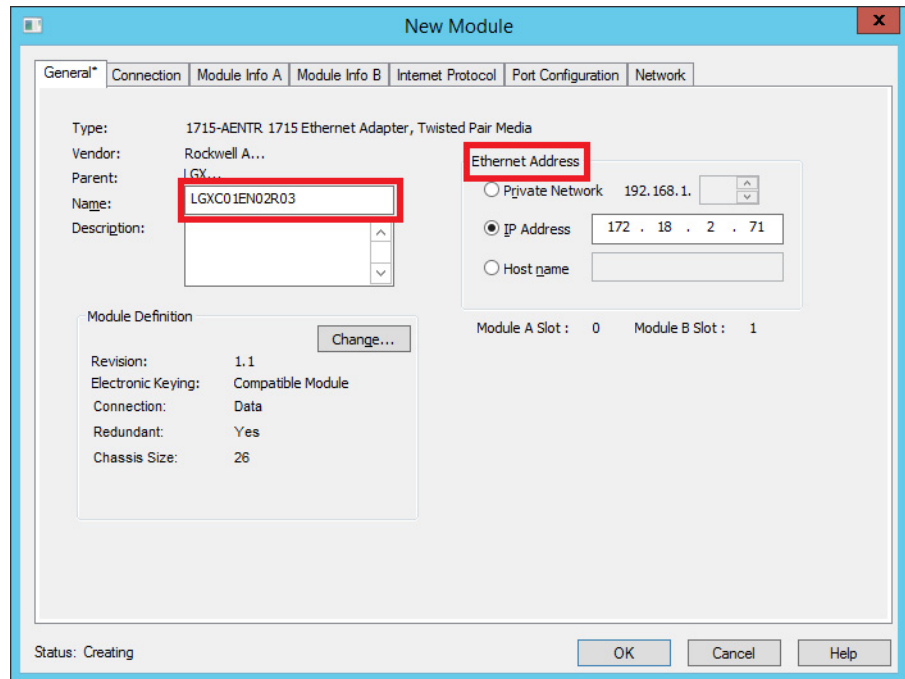 New Module
X
General* Connection Module Info A Module Info B Internet Protocol Port Configuration Network
Type: 1715-AENTR 1715 Ethernet Adapter, Twisted Pair Media
Vendor: Rockwell A...
Parent: LGX...
Name: LGXC01EN02R03
Description:
Ethernet Address
Private Network 192.168.1.
IP Address 172 . 18 . 2 . 71
Host name
Module A Slot : 0 Module B Slot : 1
Module Definition
Change...
Revision: 1.1
Electronic Keying: Compatible Module
Connection: Data
Redundant: Yes
Chassis Size: 26
Status: Creating
OK Cancel Help